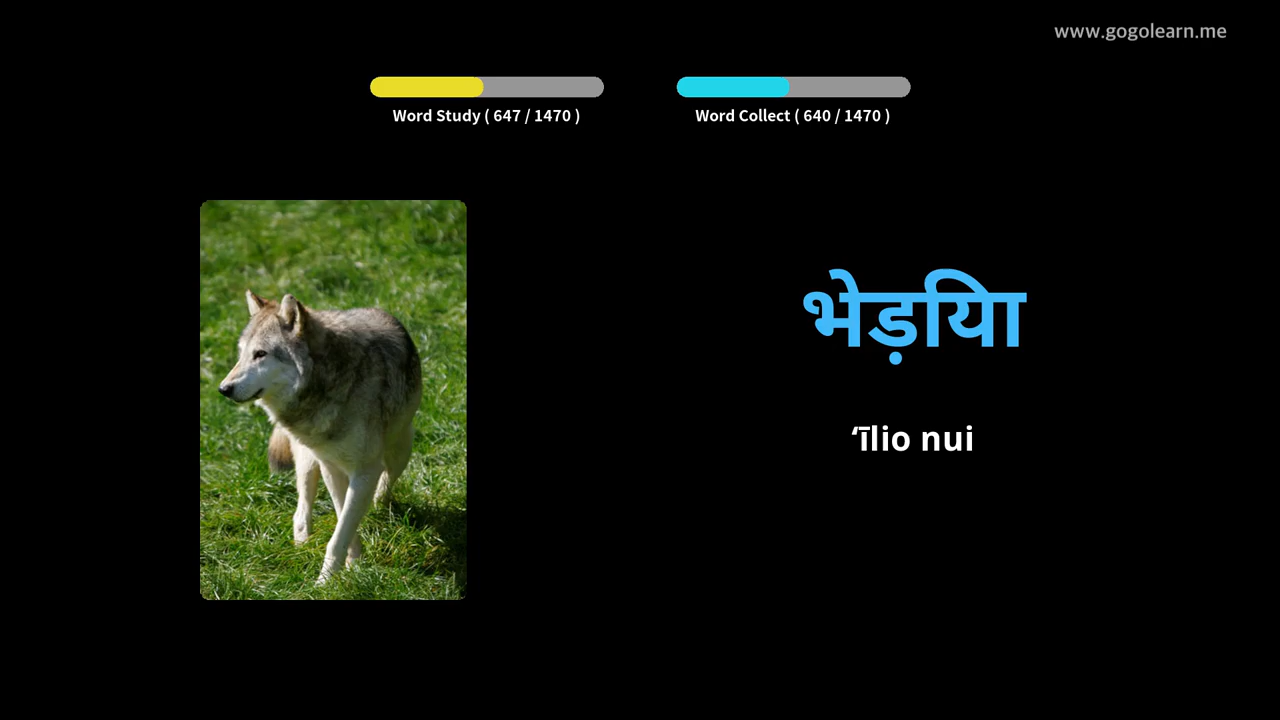 www.gogolearn.me
Word Study ( 647 / 1470 )
Word Collect ( 640 / 1470 )
भेड़िया
ʻīlio nui